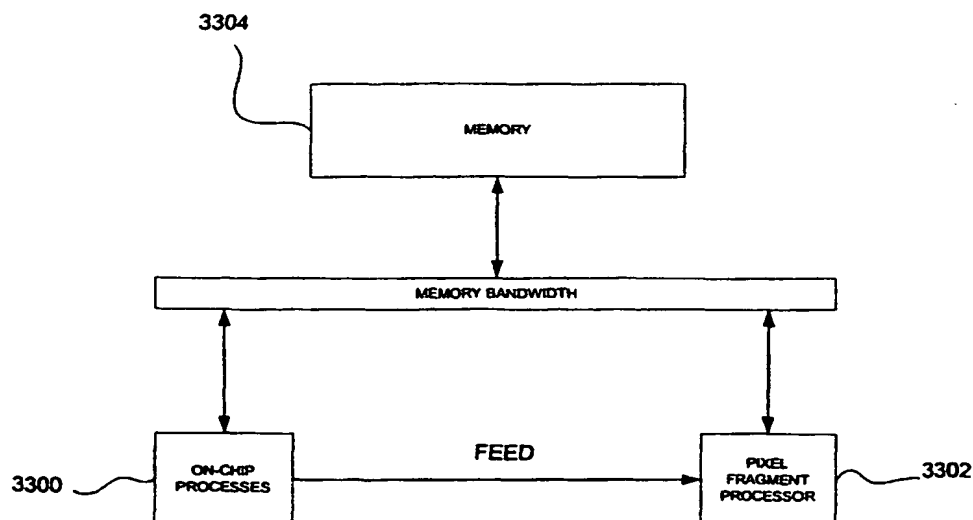 3304
MEMORY
MEMORY BANDWIDTH
FEED
3300
ON-CHIP
PROCESSES
PIXEL
FRAGMENT
PROCESSOR
3302